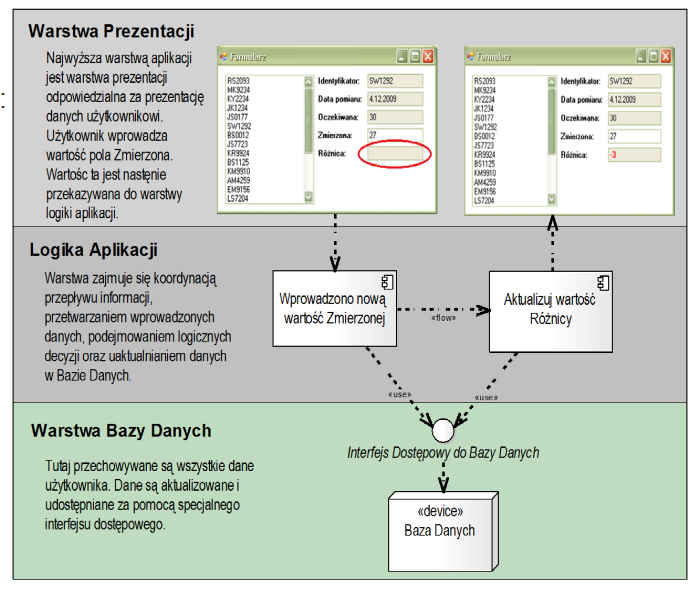 :
Warstwa Prezentacji
Najwyższa warstwą aplikacji
jest warstwa prezentacji
odpowiedzialna za prezentację
danych użytkownikowi.
Użytkownik wprowadza
wartość pola Zmierzona.
Wartość ta jest nastęnie
przekazywana do warstwy
logiki aplikacji.
Formularz
RS2093
MK9234
KY2234
JK1234
JS0177
SW1292
BS0012
JS7723
KR9924
BS1125
KM9910
AM4259
EM9156
LS7204
Identyfikator: SW1292
Data pomiaru: 4.12.2009
Oczekiwana: 30
Zmierzona: 27
Różnica:
Formularz
RS2093
MK9234
KY2234
JK1234
JS0177
SW1292
BS0012
JS7723
KR9924
BS1125
KM9910
AM4259
EM9156
LS7204
Identyfikator: SW1292
Data pomiaru: 4.12.2009
Oczekiwana: 30
Zmierzona: 27
Różnica: -3
Logika Aplikacji
Warstwa zajmuje się koordynacją
przepływu informacji,
przetwarzaniem wprowadzonych
danych, podejmowaniem logicznych
decyzji oraz uaktualnianiem danych
w Bazie Danych.
Wprowadzono nową
wartość Zmierzonej
«flow»
Aktualizuj wartość
Różnicy
«use»
«use»
Warstwa Bazy Danych
Tutaj przechowywane są wszystkie dane
użytkownika. Dane są aktualizowane i
udostępniane za pomocą specjalnego
interfejsu dostępowego.
Interfejs Dostępowy do Bazy Danych
«device»
Baza Danych